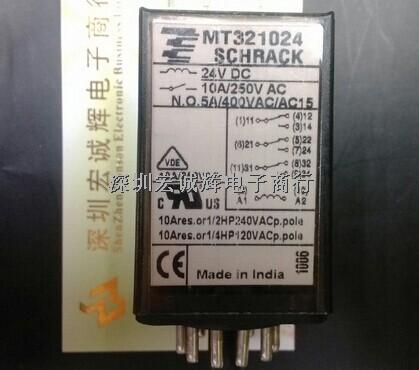 MT321024
SCHRACK
24V DC
10A/250V AC
N.O.5A/400VAC/AC15
(1)11
(4)12
(3)14
(6)21
(5)22
(7)24
(11)31
(8)32
VDE
深圳宏诚辉电子商行
A1
A2
C US
10Ares.or1/2HP240VACp.pole
10Ares.or1/4HP120VACp.pole
CE
Made in India
1006
深圳宏诚辉电子商行